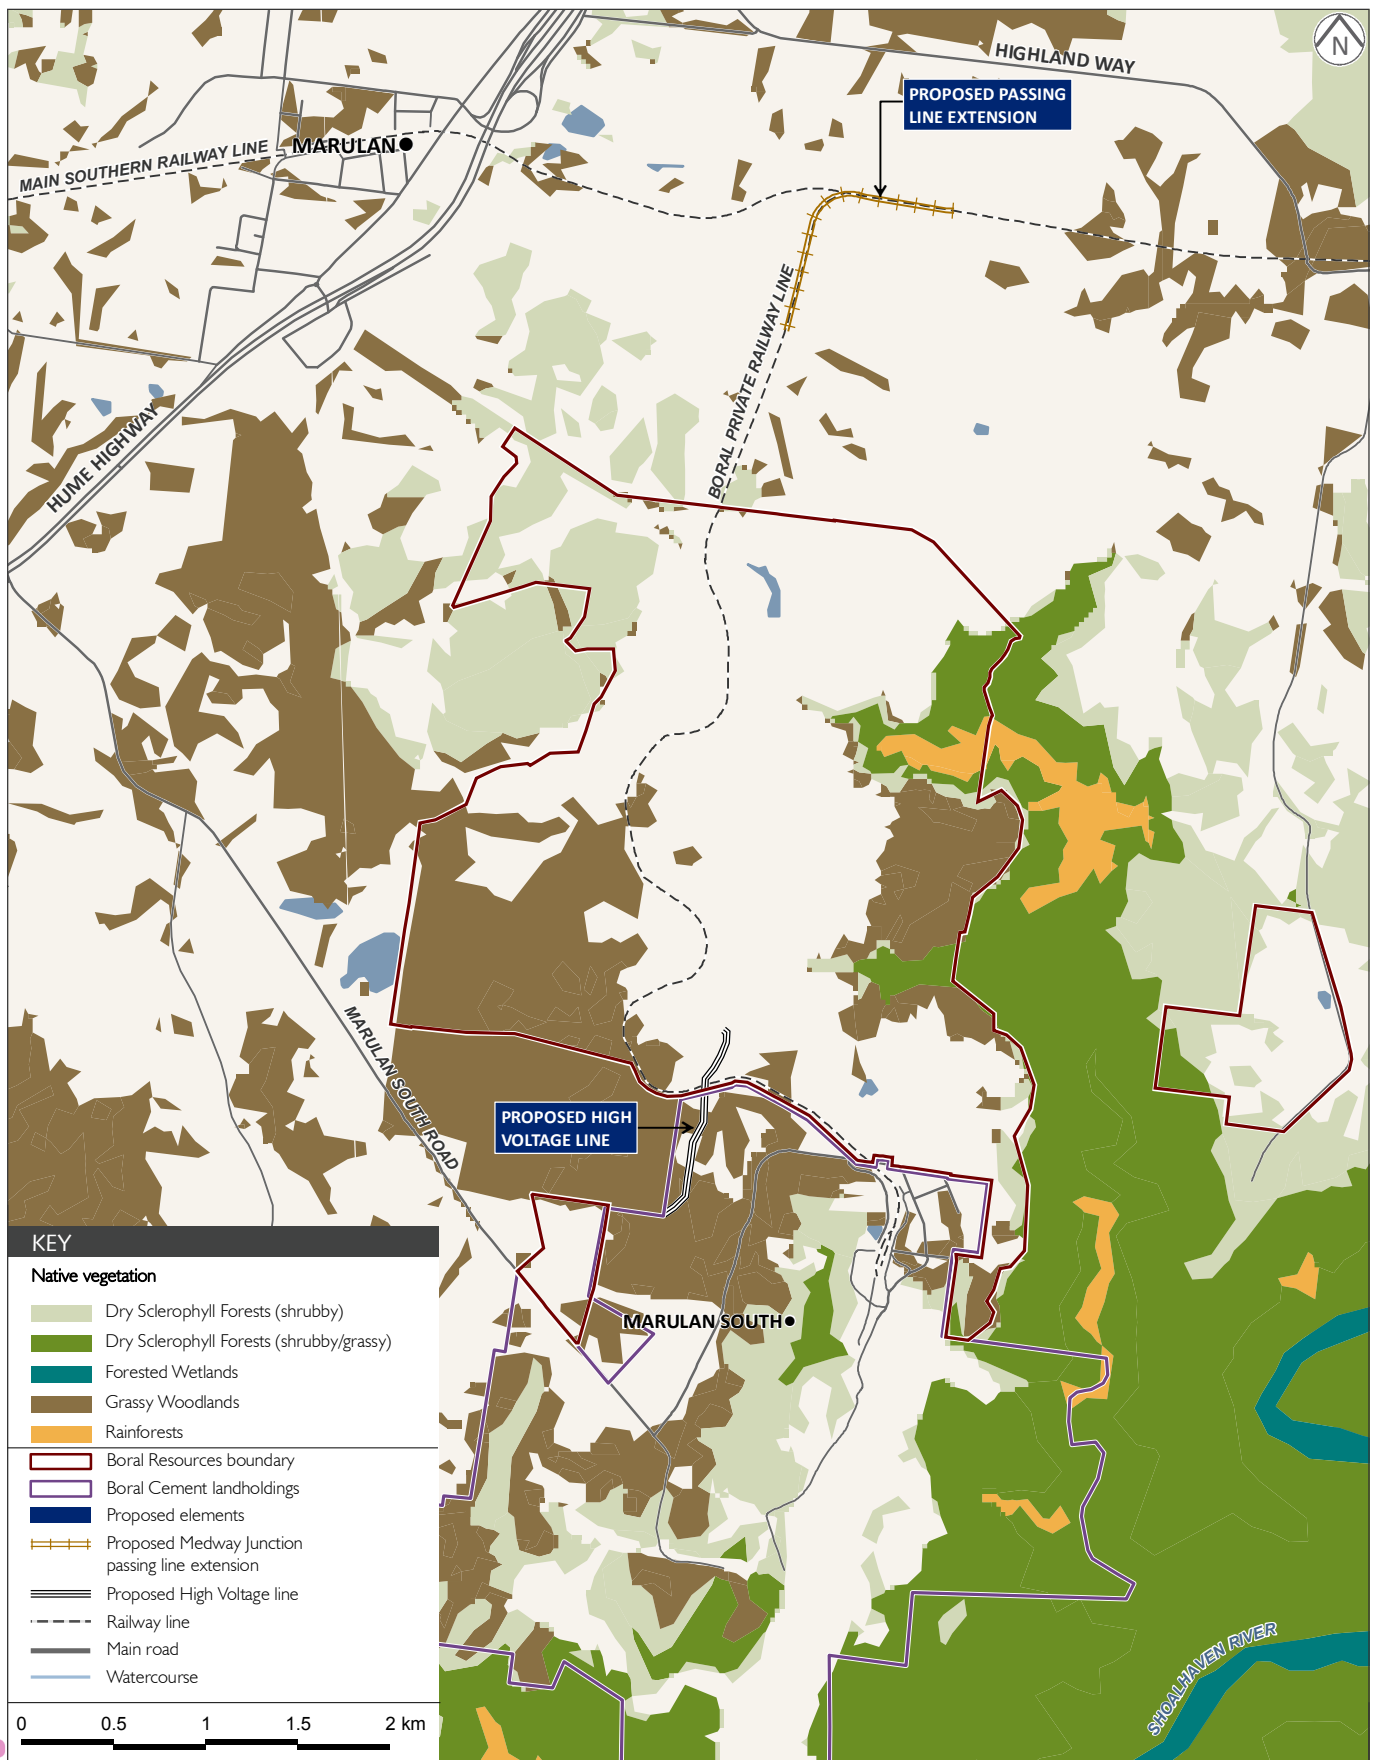 N
HIGHLAND WAY
PROPOSED PASSING
LINE EXTENSION
MARULAN
MAIN SOUTHERN RAILWAY LINE
BORAL PRIVATE RAILWAY LINE
HUME HIGHWAY
MARULAN SOUTH ROAD
PROPOSED HIGH
VOLTAGE LINE
MARULAN SOUTH
SHOALHAVEN RIVER
KEY
Native vegetation
Dry Sclerophyll Forests (shrubby)
Dry Sclerophyll Forests (shrubby/grassy)
Forested Wetlands
Grassy Woodlands
Rainforests
Boral Resources boundary
Boral Cement landholdings
Proposed elements
Proposed Medway Junction
passing line extension
Proposed High Voltage line
Railway line
Main road
Watercourse
0 0.5 1 1.5 2 km